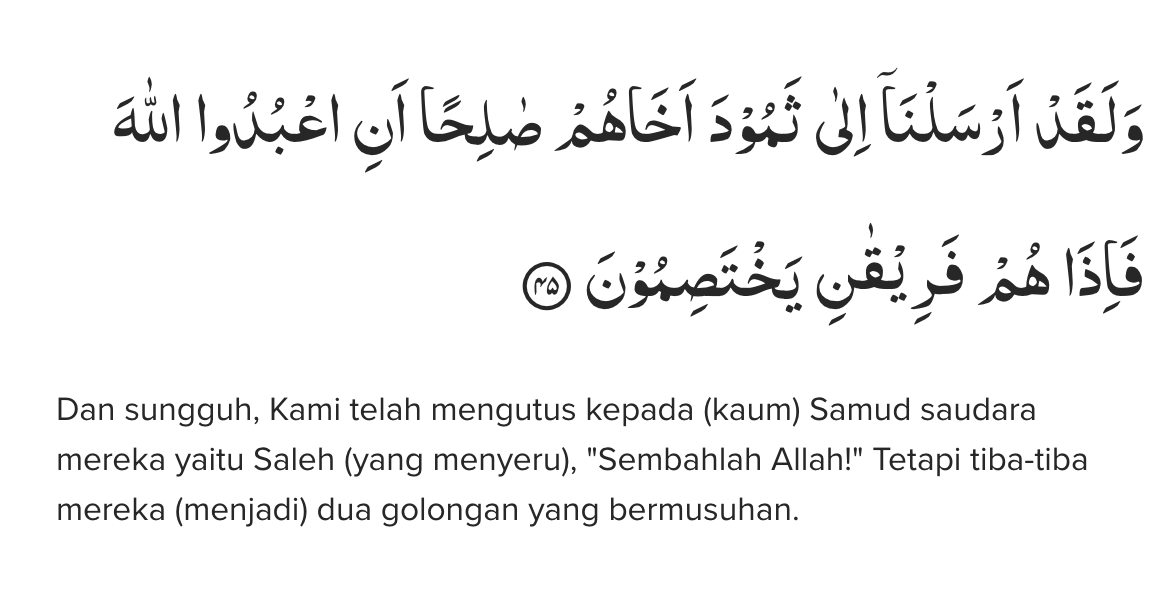 وَلَقَدْ اَرْسَلْنَآ اِلٰى ثَمُوْدَ اَخَاهُمْ صٰلِحًا اَنِ اعْبُدُوا اللّٰهَ
فَاِذَا هُمْ فَرِيْقٰنِ يَخْتَصِمُوْنَ ۴۵
Dan sungguh, Kami telah mengutus kepada (kaum) Samud saudara
mereka yaitu Saleh (yang menyeru), "Sembahlah Allah!" Tetapi tiba-tiba
mereka (menjadi) dua golongan yang bermusuhan.